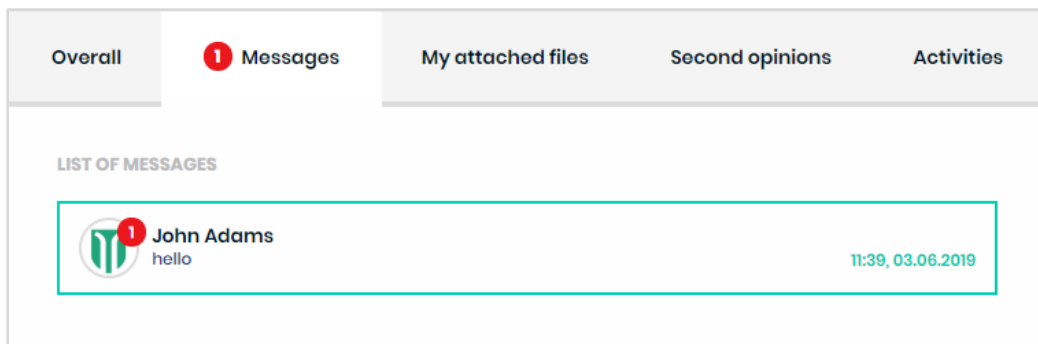 Overall 1 Messages My attached files Second opinions Activities
LIST OF MESSAGES
1 John Adams
hello
11:39, 03.06.2019